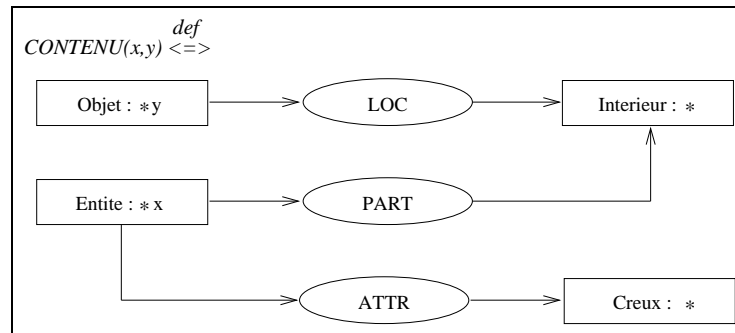 def
CONTENU(x,y) <=>
Objet : * y
LOC
Interieur : *
Entite : * x
PART
ATTR
Creux : *